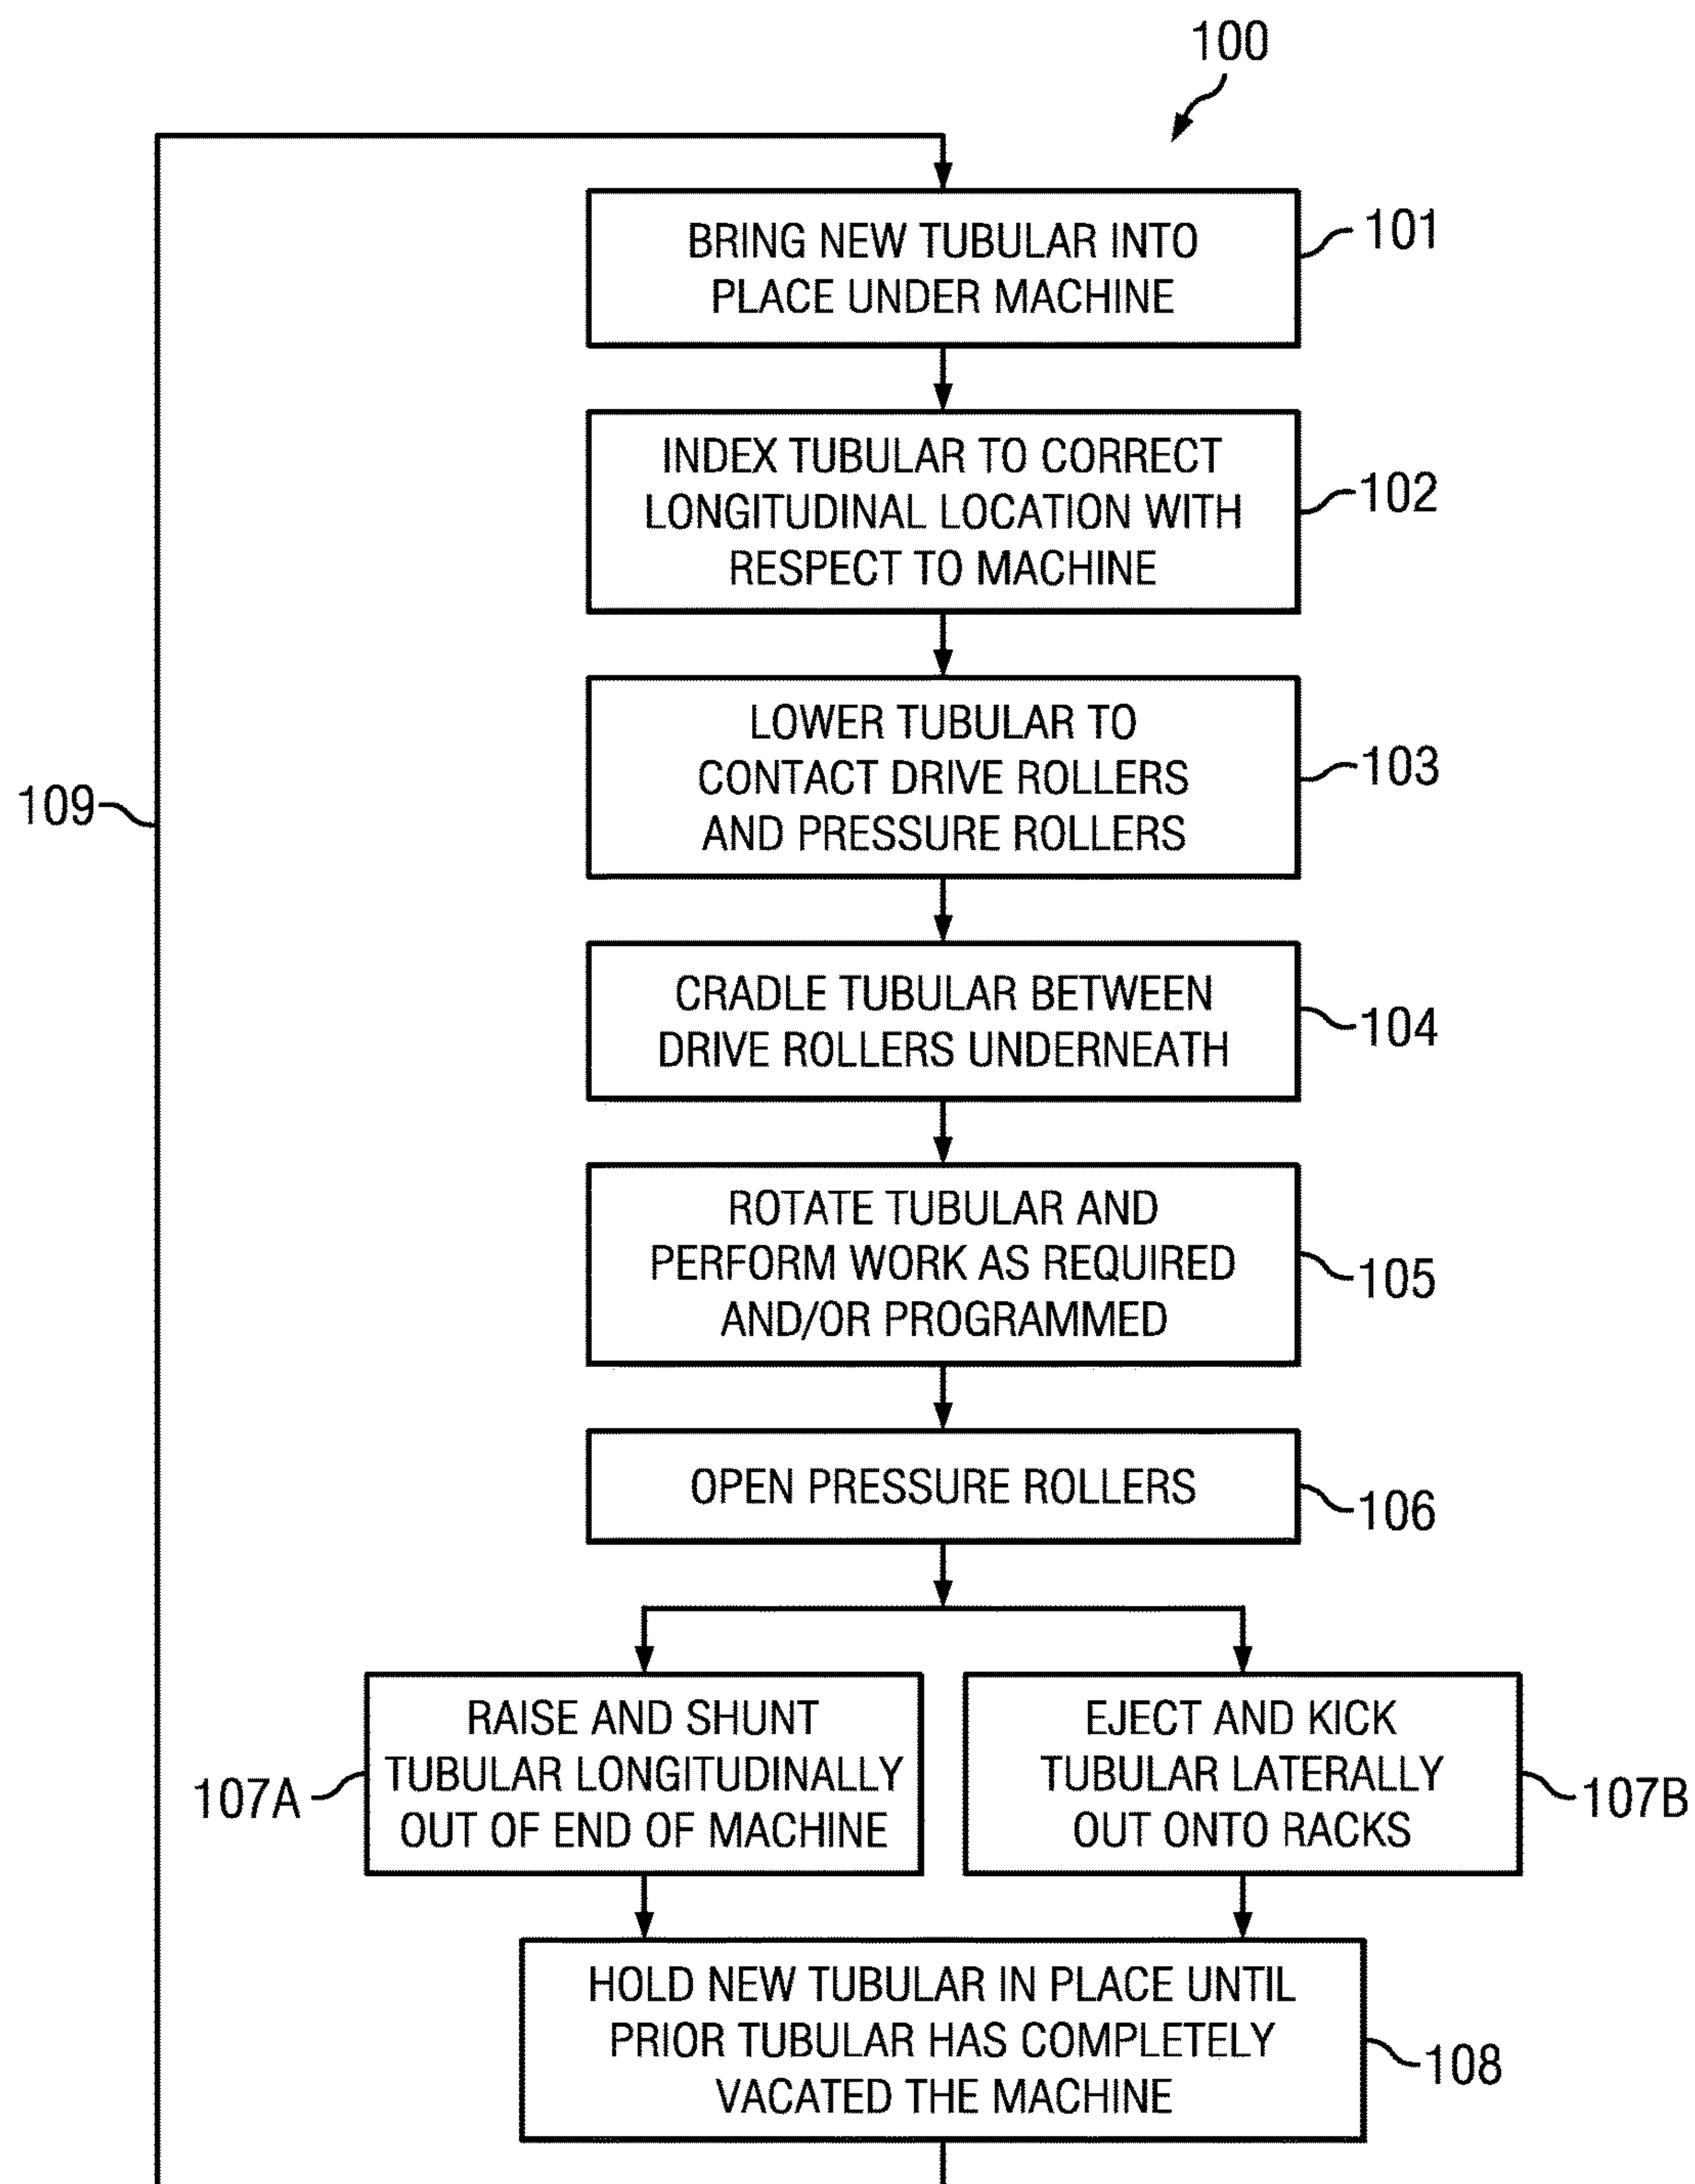 100
BRING NEW TUBULAR INTO
PLACE UNDER MACHINE
101
INDEX TUBULAR TO CORRECT
LONGITUDINAL LOCATION WITH
RESPECT TO MACHINE
102
LOWER TUBULAR TO
CONTACT DRIVE ROLLERS
AND PRESSURE ROLLERS
103
109
CRADLE TUBULAR BETWEEN
DRIVE ROLLERS UNDERNEATH
104
ROTATE TUBULAR AND
PERFORM WORK AS REQUIRED
AND/OR PROGRAMMED
105
OPEN PRESSURE ROLLERS
106
RAISE AND SHUNT
TUBULAR LONGITUDINALLY
OUT OF END OF MACHINE
107A
EJECT AND KICK
TUBULAR LATERALLY
OUT ONTO RACKS
107B
HOLD NEW TUBULAR IN PLACE UNTIL
PRIOR TUBULAR HAS COMPLETELY
VACATED THE MACHINE
108